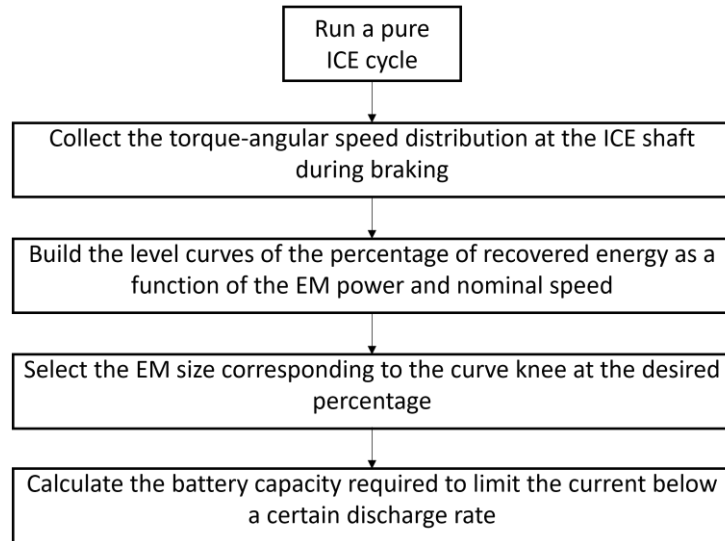 Run a pure
ICE cycle
Collect the torque-angular speed distribution at the ICE shaft
during braking
Build the level curves of the percentage of recovered energy as a
function of the EM power and nominal speed
Select the EM size corresponding to the curve knee at the desired
percentage
Calculate the battery capacity required to limit the current below
a certain discharge rate